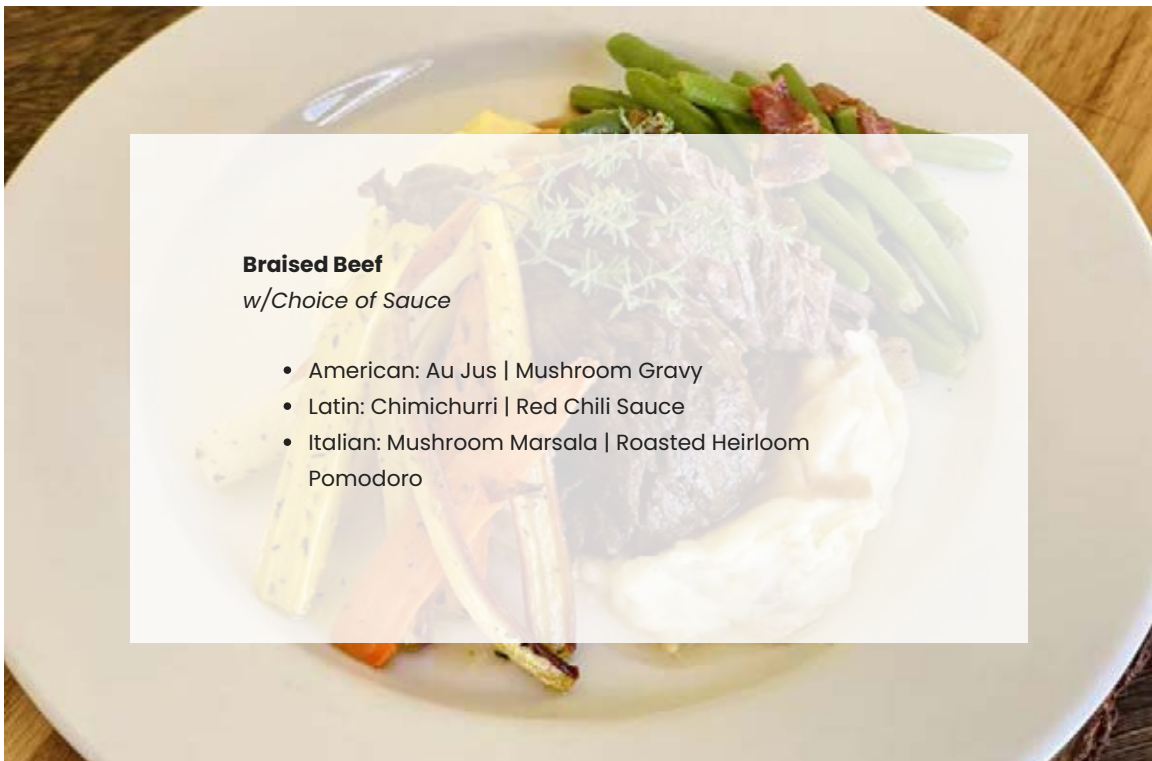 Braised Beef
w/Choice of Sauce
• American: Au Jus | Mushroom Gravy
• Latin: Chimichurri | Red Chili Sauce
• Italian: Mushroom Marsala | Roasted Heirloom
Pomodoro